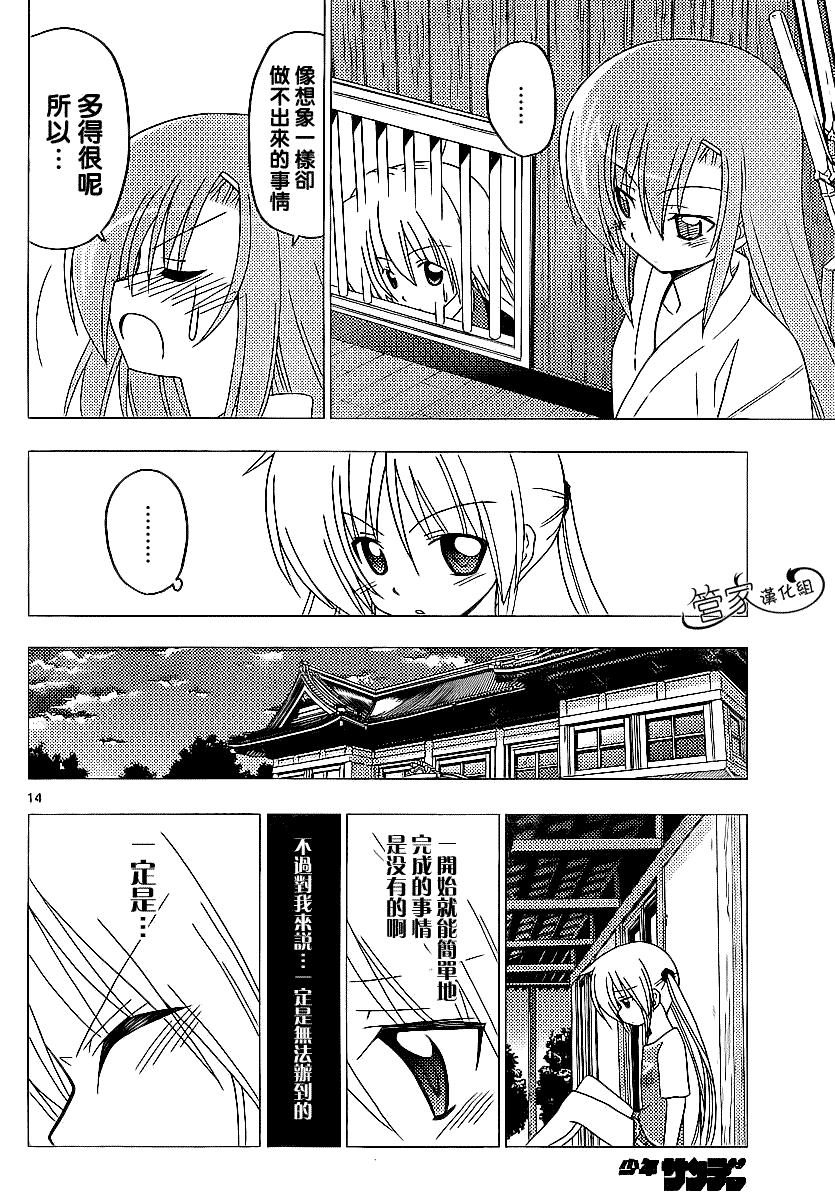 ……
像想象一樣卻
做不出來的事情
多得很呢
所以…
……
管家
漢化組
14
一開始就能簡單地
完成的事情
是没有的啊
不過對我來說…一定是無法辦到的
一定是…
少年サンデー